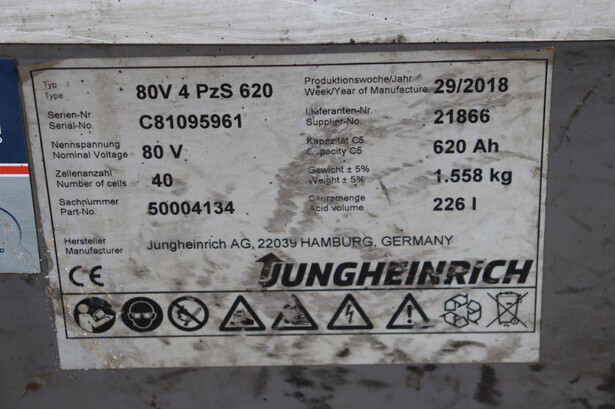 Typ
Type
80V 4 PzS 620
Produktionswoche/Jahr
Week/Year of Manufacture
29/2018
Serien-Nr.
Serial-No.
C81095961
Lieferanten-Nr.
Supplier-No.
21866
Nennspannung
Nominal Voltage
80 V
Kapazität C5
Capacity C5
620 Ah
Zellenanzahl
Number of cells
40
Gewicht ± 5%
Weight ± 5%
1.558 kg
Sachnummer
Part-No.
50004134
Säuremenge
Acid volume
226 l
Hersteller
Manufacturer
Jungheinrich AG, 22039 HAMBURG, GERMANY
CE
JUNGHEINRICH